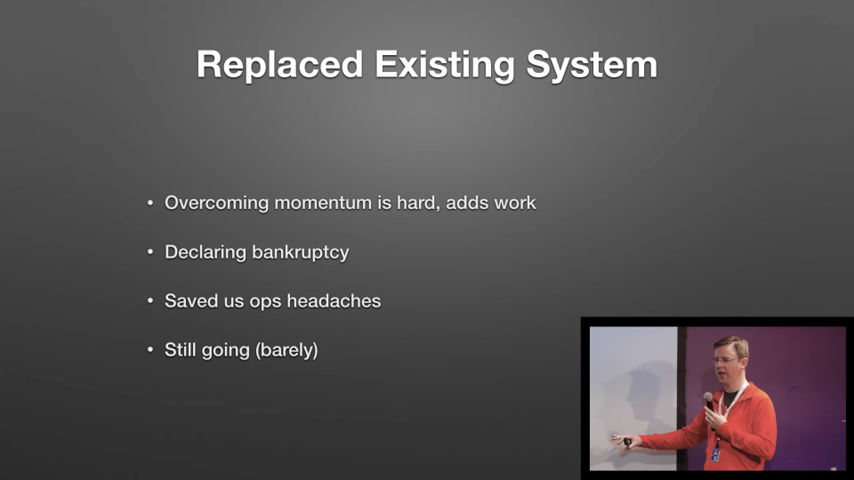 Replaced Existing System
• Overcoming momentum is hard, adds work
• Declaring bankruptcy
• Saved us ops headaches
• Still going (barely)